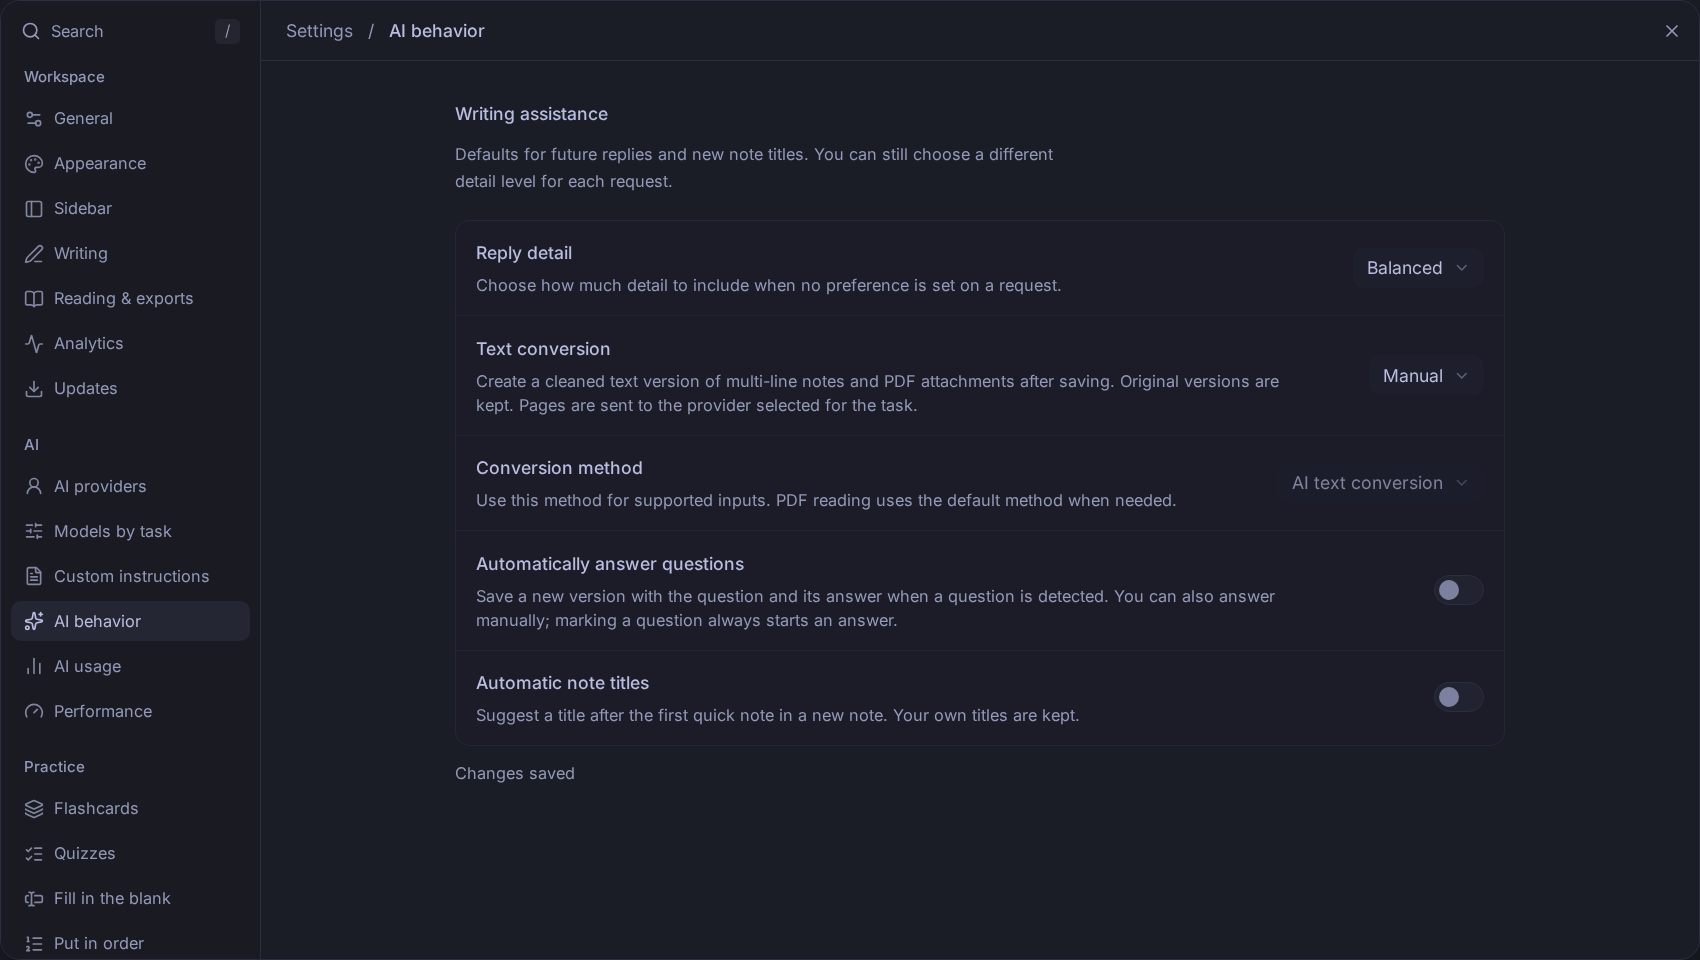 Search
/
Workspace
General
Appearance
Sidebar
Writing
Reading & exports
Analytics
Updates
AI
AI providers
Models by task
Custom instructions
AI behavior
AI usage
Performance
Practice
Flashcards
Quizzes
Fill in the blank
Put in order
Settings / AI behavior
Writing assistance
Defaults for future replies and new note titles. You can still choose a different
detail level for each request.
Reply detail
Choose how much detail to include when no preference is set on a request.
Balanced
Text conversion
Create a cleaned text version of multi-line notes and PDF attachments after saving. Original versions are
kept. Pages are sent to the provider selected for the task.
Manual
Conversion method
Use this method for supported inputs. PDF reading uses the default method when needed.
AI text conversion
Automatically answer questions
Save a new version with the question and its answer when a question is detected. You can also answer
manually; marking a question always starts an answer.
Automatic note titles
Suggest a title after the first quick note in a new note. Your own titles are kept.
Changes saved